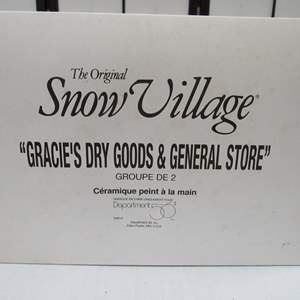 The Original
Snow Village®
"GRACIE'S DRY GOODS & GENERAL STORE"
GROUPE DE 2
Céramique peint à la main
Department 56